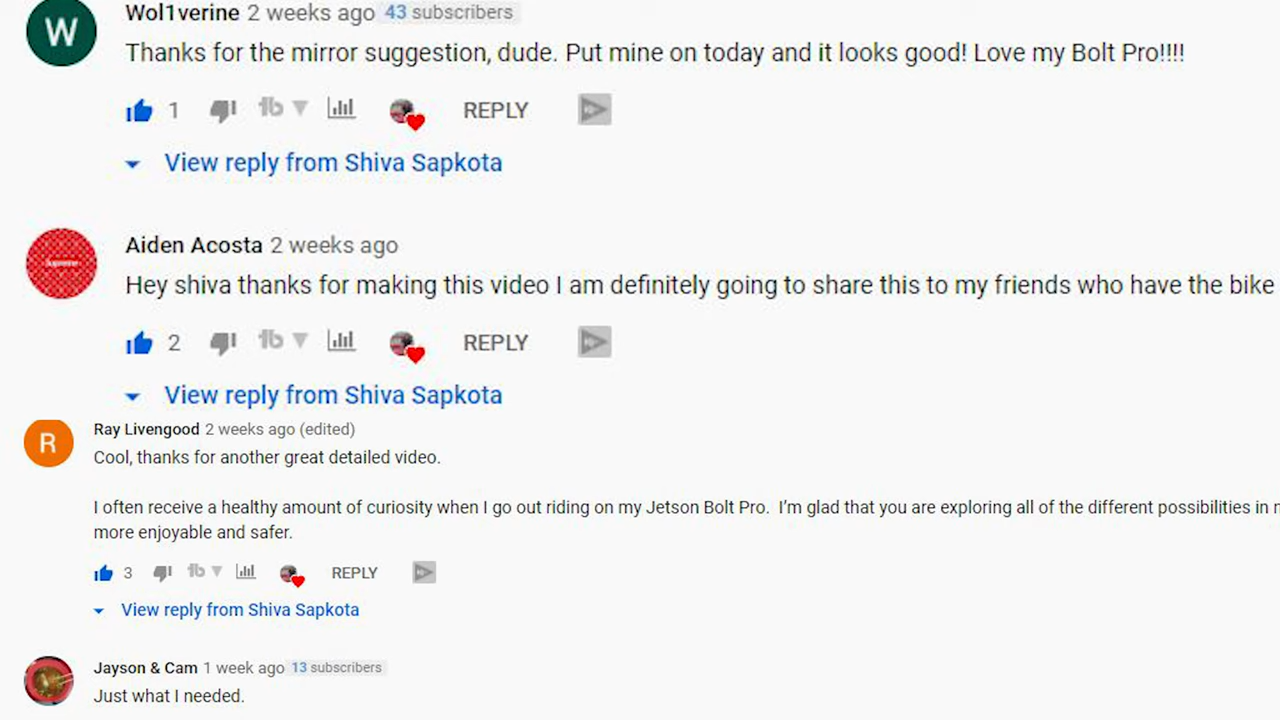 W
Wol1verine 2 weeks ago 43 subscribers
Thanks for the mirror suggestion, dude. Put mine on today and it looks good! Love my Bolt Pro!!!!
1 REPLY
View reply from Shiva Sapkota
Aiden Acosta 2 weeks ago
Hey shiva thanks for making this video I am definitely going to share this to my friends who have the bike
2 REPLY
View reply from Shiva Sapkota
R
Ray Livengood 2 weeks ago (edited)
Cool, thanks for another great detailed video.
I often receive a healthy amount of curiosity when I go out riding on my Jetson Bolt Pro. I'm glad that you are exploring all of the different possibilities in
more enjoyable and safer.
3 REPLY
View reply from Shiva Sapkota
Jayson & Cam 1 week ago 13 subscribers
Just what I needed.